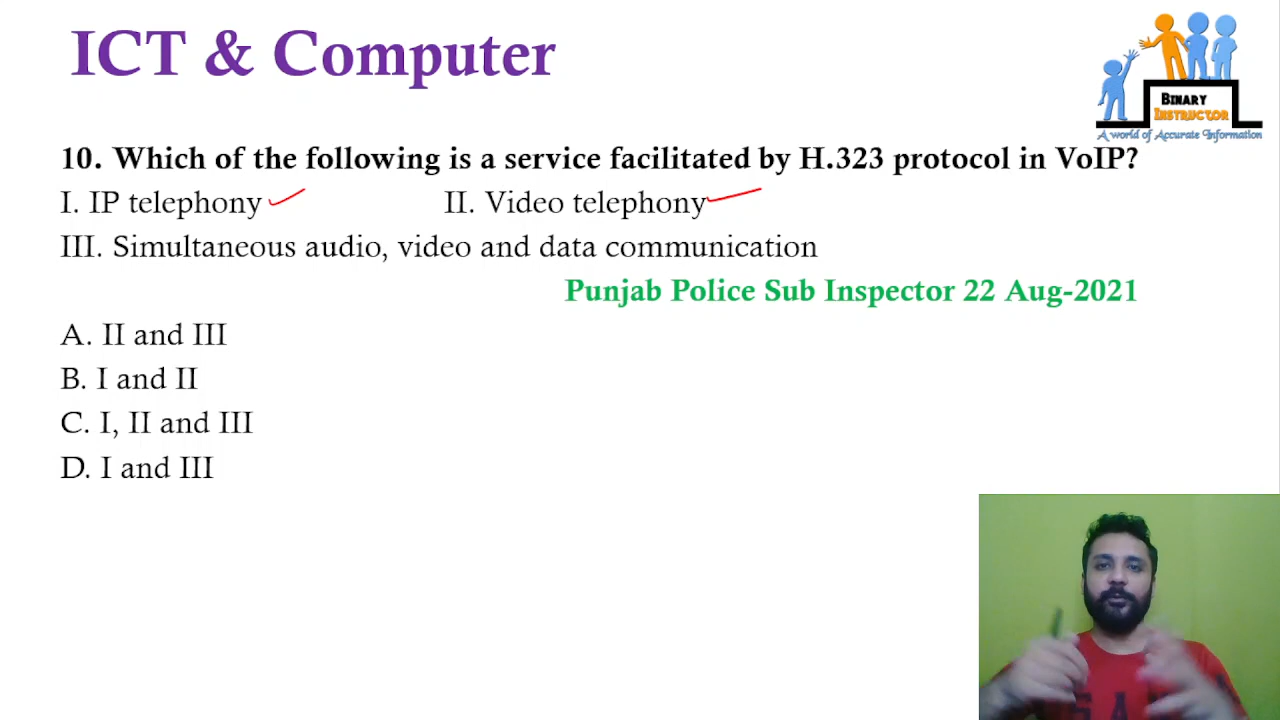 ICT & Computer
BINARY
INSTRUCTOR
A world of Accurate Information
10. Which of the following is a service facilitated by H.323 protocol in VoIP?
I. IP telephony II. Video telephony
III. Simultaneous audio, video and data communication
Punjab Police Sub Inspector 22 Aug-2021
A. II and III
B. I and II
C. I, II and III
D. I and III